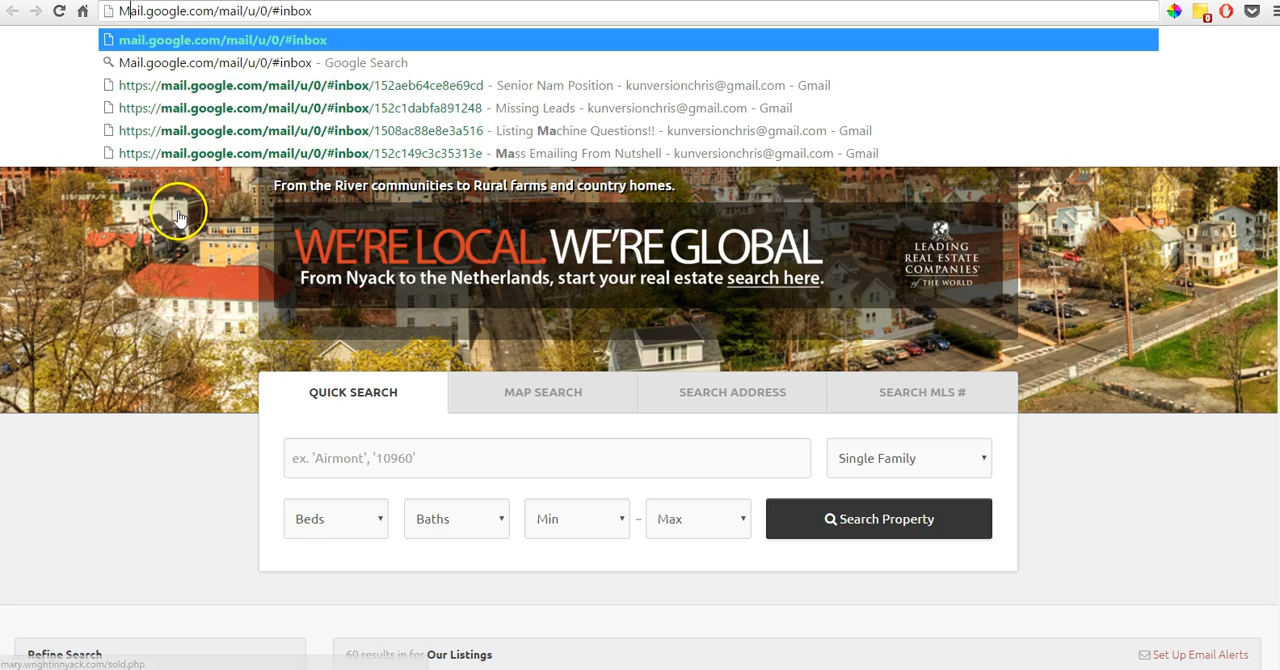 Mail.google.com/mail/u/0/#inbox
0
mail.google.com/mail/u/0/#inbox
Mail.google.com/mail/u/0/#inbox - Google Search
https://mail.google.com/mail/u/0/#inbox/152aeb64ce8e69cd - Senior Nam Position - kunversionchris@gmail.com - Gmail
https://mail.google.com/mail/u/0/#inbox/152c1dabfa891248 - Missing Leads - kunversionchris@gmail.com - Gmail
https://mail.google.com/mail/u/0/#inbox/1508ac88e8e3a516 - Listing Machine Questions!! - kunversionchris@gmail.com - Gmail
https://mail.google.com/mail/u/0/#inbox/152c149c3c35313e - Mass Emailing From Nutshell - kunversionchris@gmail.com - Gmail
From the River communities to Rural farms and country homes.
WE'RE LOCAL. WE'RE GLOBAL
From Nyack to the Netherlands, start your real estate search here.
LEADING
REAL ESTATE
COMPANIES
of THE WORLD
QUICK SEARCH MAP SEARCH SEARCH ADDRESS SEARCH MLS #
ex. 'Airmont', '10960' Single Family
Beds Baths Min – Max Search Property
Refine Search 60 results in for Our Listings Set Up Email Alerts
mary.wrightinnyack.com/sold.php